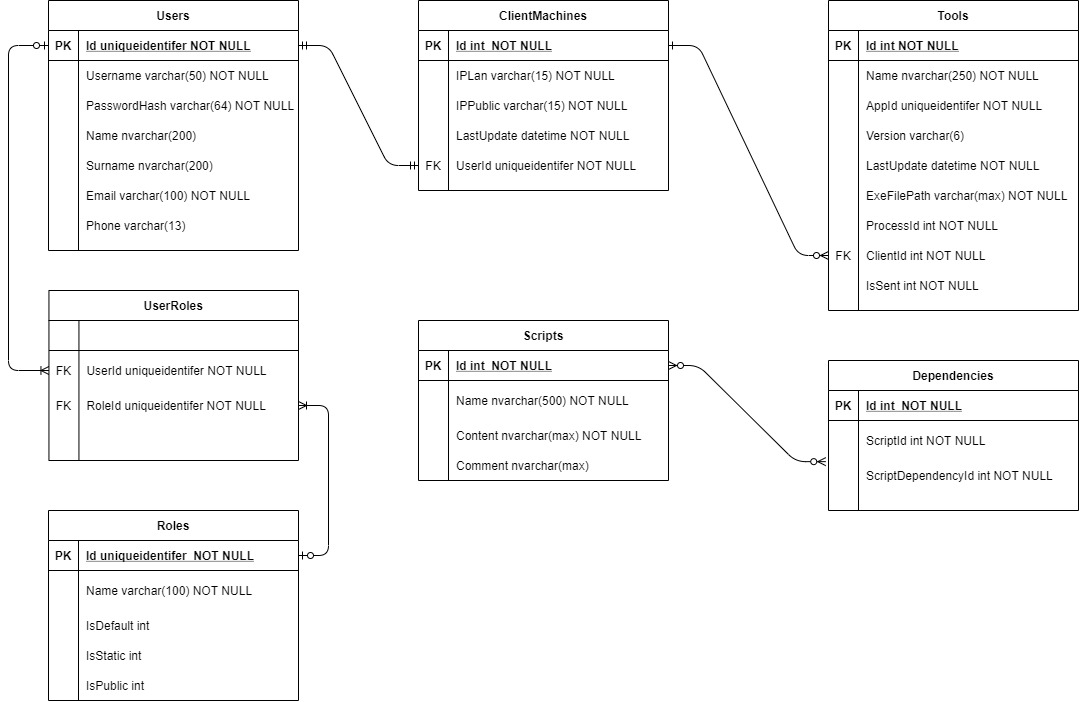 Users
PK Id uniqueidentifer NOT NULL
Username varchar(50) NOT NULL
PasswordHash varchar(64) NOT NULL
Name nvarchar(200)
Surname nvarchar(200)
Email varchar(100) NOT NULL
Phone varchar(13)
ClientMachines
PK Id int NOT NULL
IPLan varchar(15) NOT NULL
IPPublic varchar(15) NOT NULL
LastUpdate datetime NOT NULL
FK UserId uniqueidentifer NOT NULL
Tools
PK Id int NOT NULL
Name nvarchar(250) NOT NULL
AppId uniqueidentifer NOT NULL
Version varchar(6)
LastUpdate datetime NOT NULL
ExeFilePath varchar(max) NOT NULL
ProcessId int NOT NULL
FK ClientId int NOT NULL
IsSent int NOT NULL
UserRoles
FK UserId uniqueidentifer NOT NULL
FK RoleId uniqueidentifer NOT NULL
Scripts
PK Id int NOT NULL
Name nvarchar(500) NOT NULL
Content nvarchar(max) NOT NULL
Comment nvarchar(max)
Dependencies
PK Id int NOT NULL
ScriptId int NOT NULL
ScriptDependencyId int NOT NULL
Roles
PK Id uniqueidentifer NOT NULL
Name varchar(100) NOT NULL
IsDefault int
IsStatic int
IsPublic int